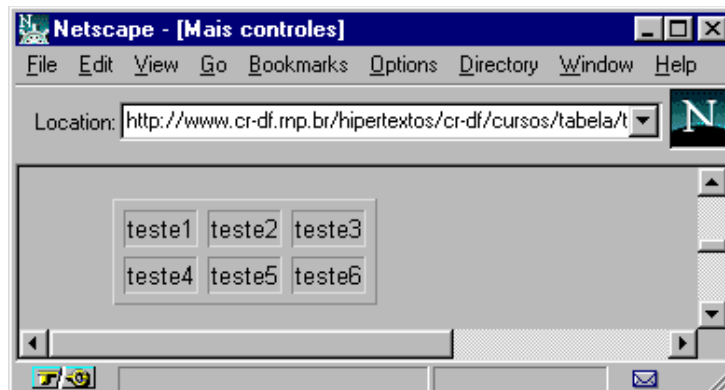 Netscape - [Mais controles]
File Edit View Go Bookmarks Options Directory Window Help
Location: http://www.cr-df.rnp.br/hipertextos/cr-df/cursos/tabela/t
N
teste1 teste2 teste3
teste4 teste5 teste6